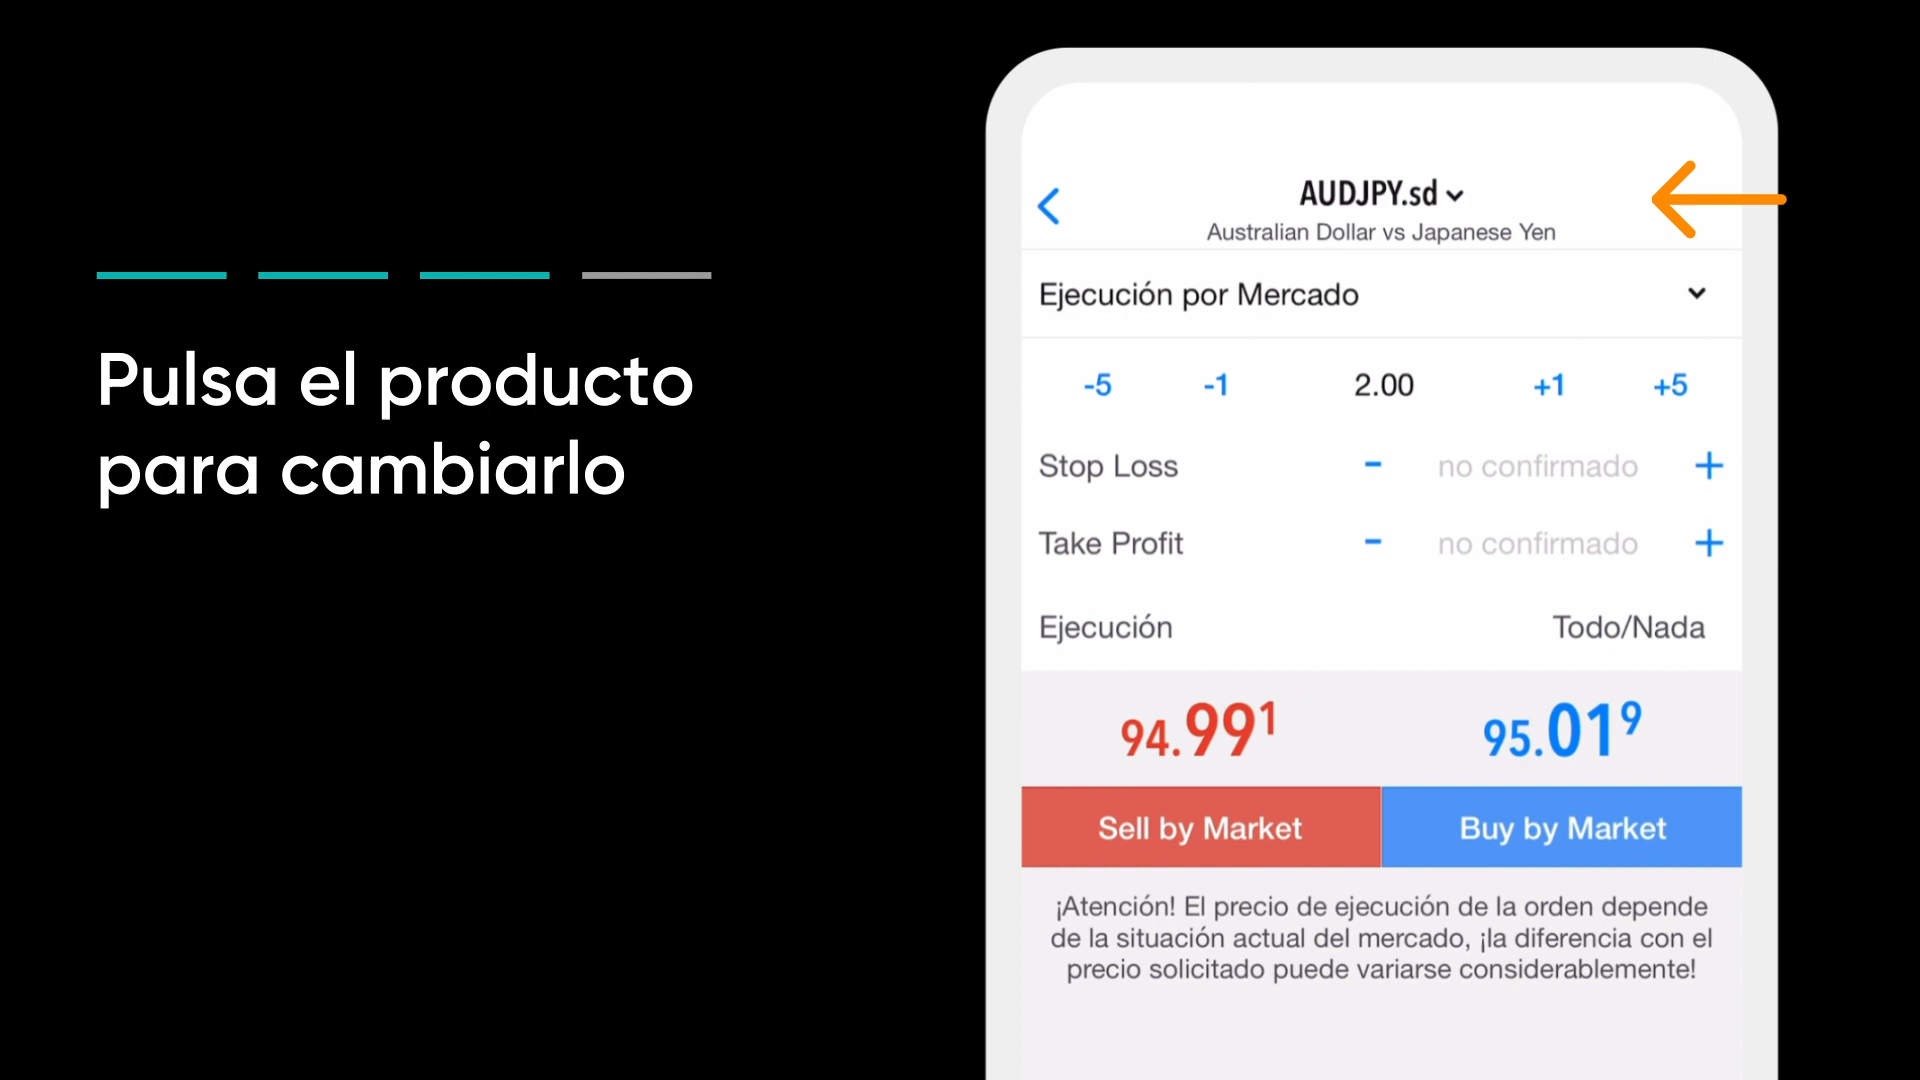 Pulsa el producto
para cambiarlo
AUDJPY.sd
Australian Dollar vs Japanese Yen
Ejecución por Mercado
-5 -1 2.00 +1 +5
Stop Loss - no confirmado +
Take Profit - no confirmado +
Ejecución Todo/Nada
94.991 95.019
Sell by Market Buy by Market
¡Atención! El precio de ejecución de la orden depende
de la situación actual del mercado, ¡la diferencia con el
precio solicitado puede variarse considerablemente!